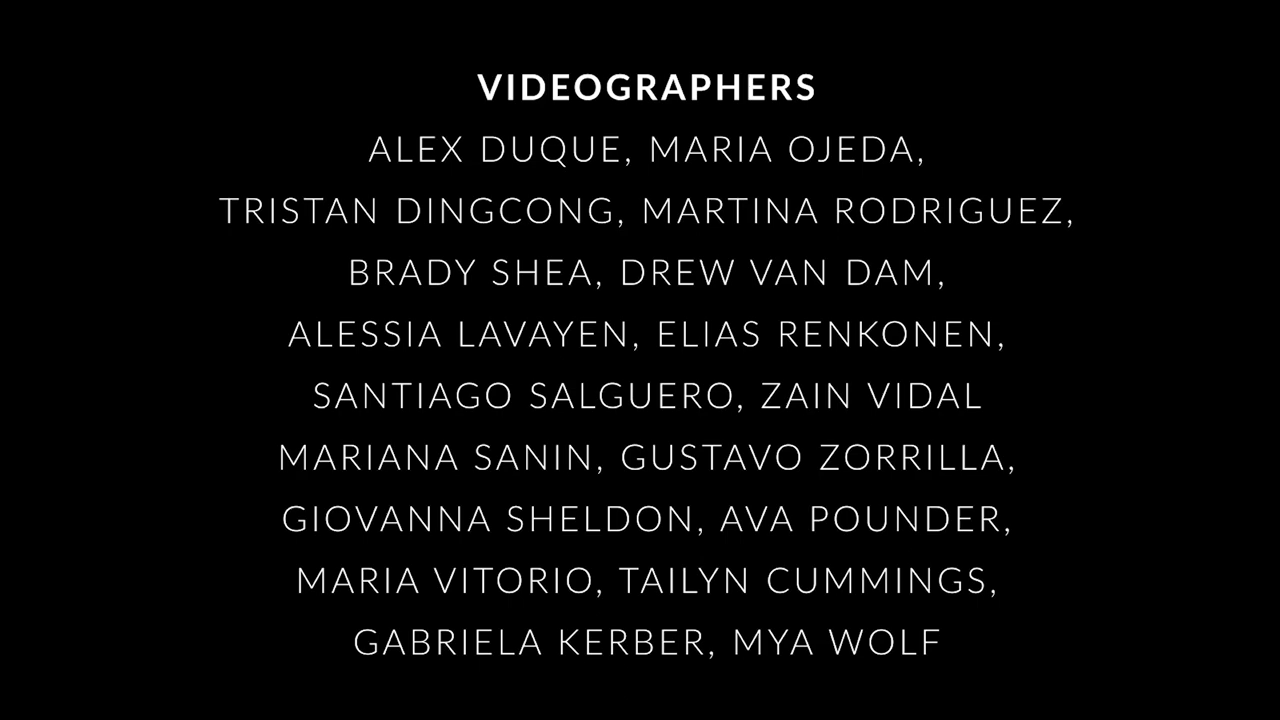 VIDEOGRAPHERS
ALEX DUQUE, MARIA OJEDA,
TRISTAN DINGCONG, MARTINA RODRIGUEZ,
BRADY SHEA, DREW VAN DAM,
ALESSIA LAVAYEN, ELIAS RENKONEN,
SANTIAGO SALGUERO, ZAIN VIDAL
MARIANA SANIN, GUSTAVO ZORRILLA,
GIOVANNA SHELDON, AVA POUNDER,
MARIA VITORIO, TAILYN CUMMINGS,
GABRIELA KERBER, MYA WOLF